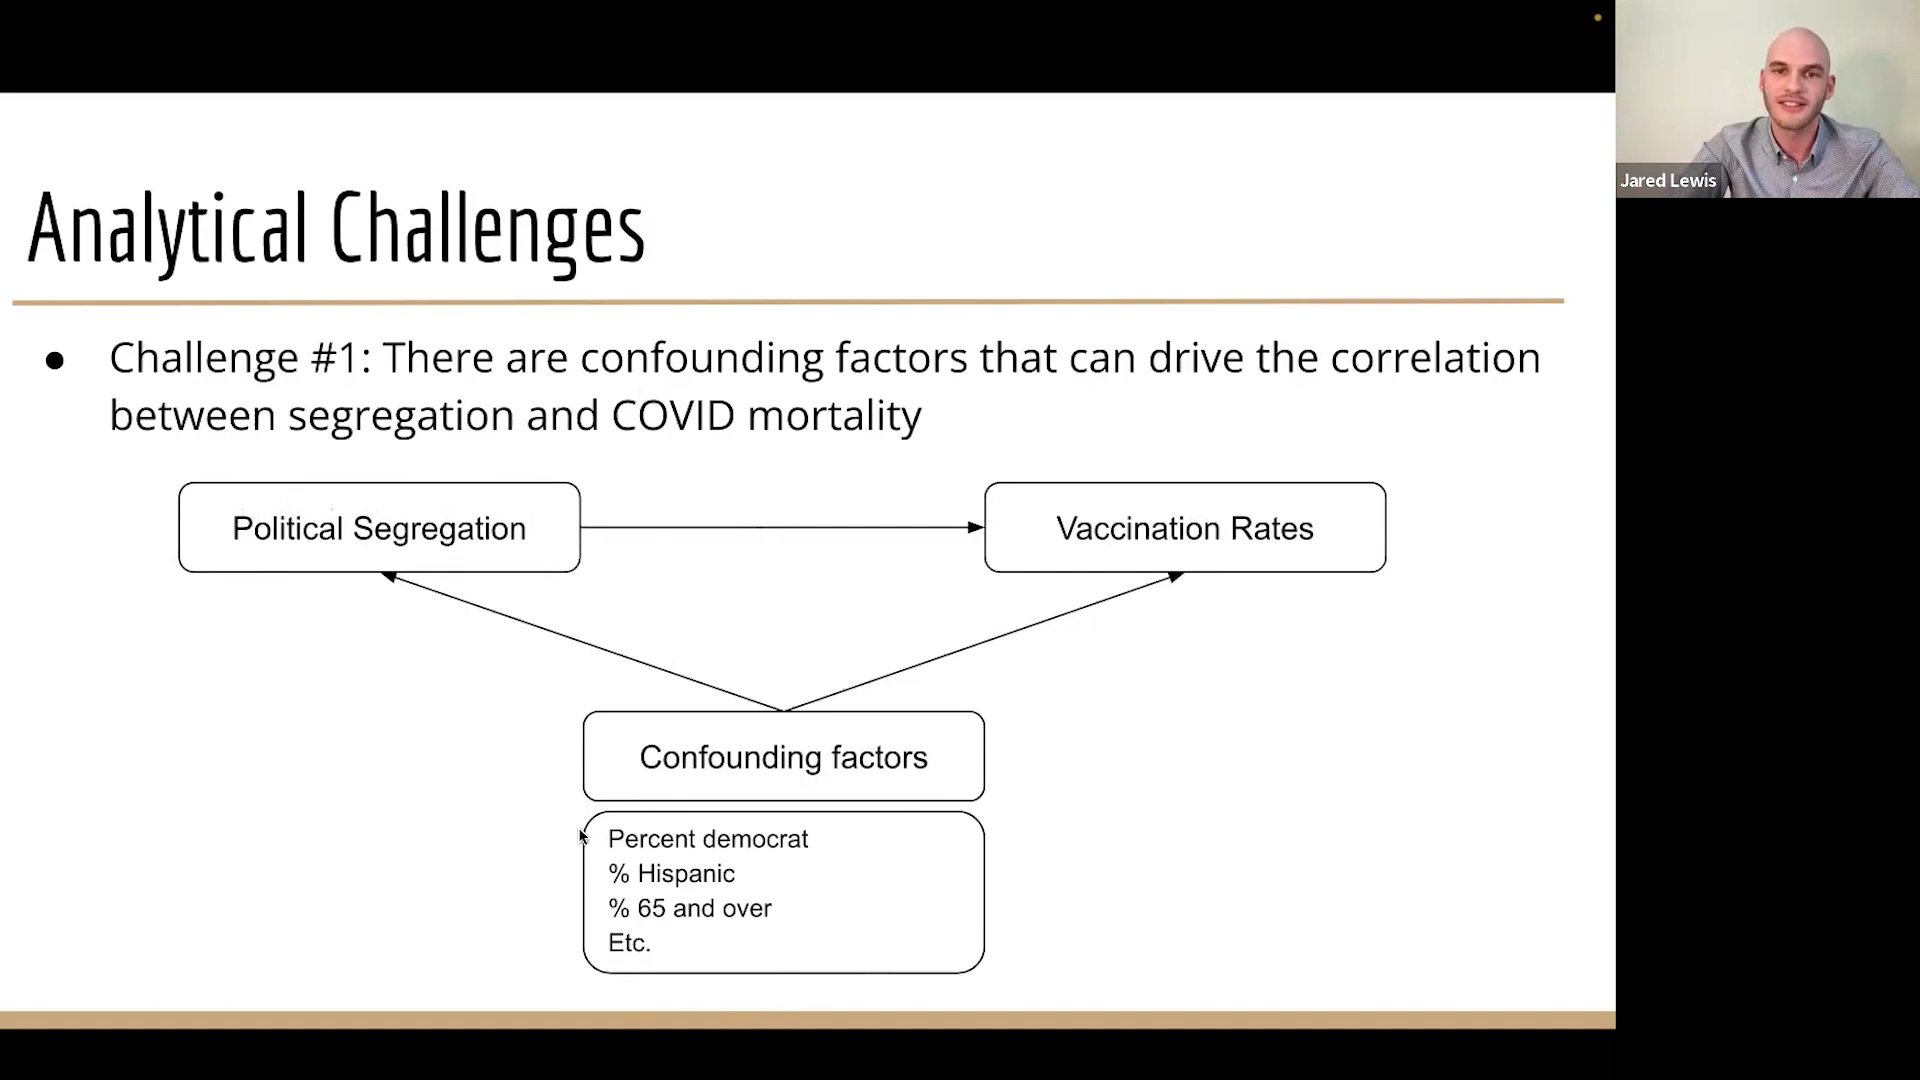 Jared Lewis
Analytical Challenges
● Challenge #1: There are confounding factors that can drive the correlation
between segregation and COVID mortality
Political Segregation
Vaccination Rates
Confounding factors
Percent democrat
% Hispanic
% 65 and over
Etc.